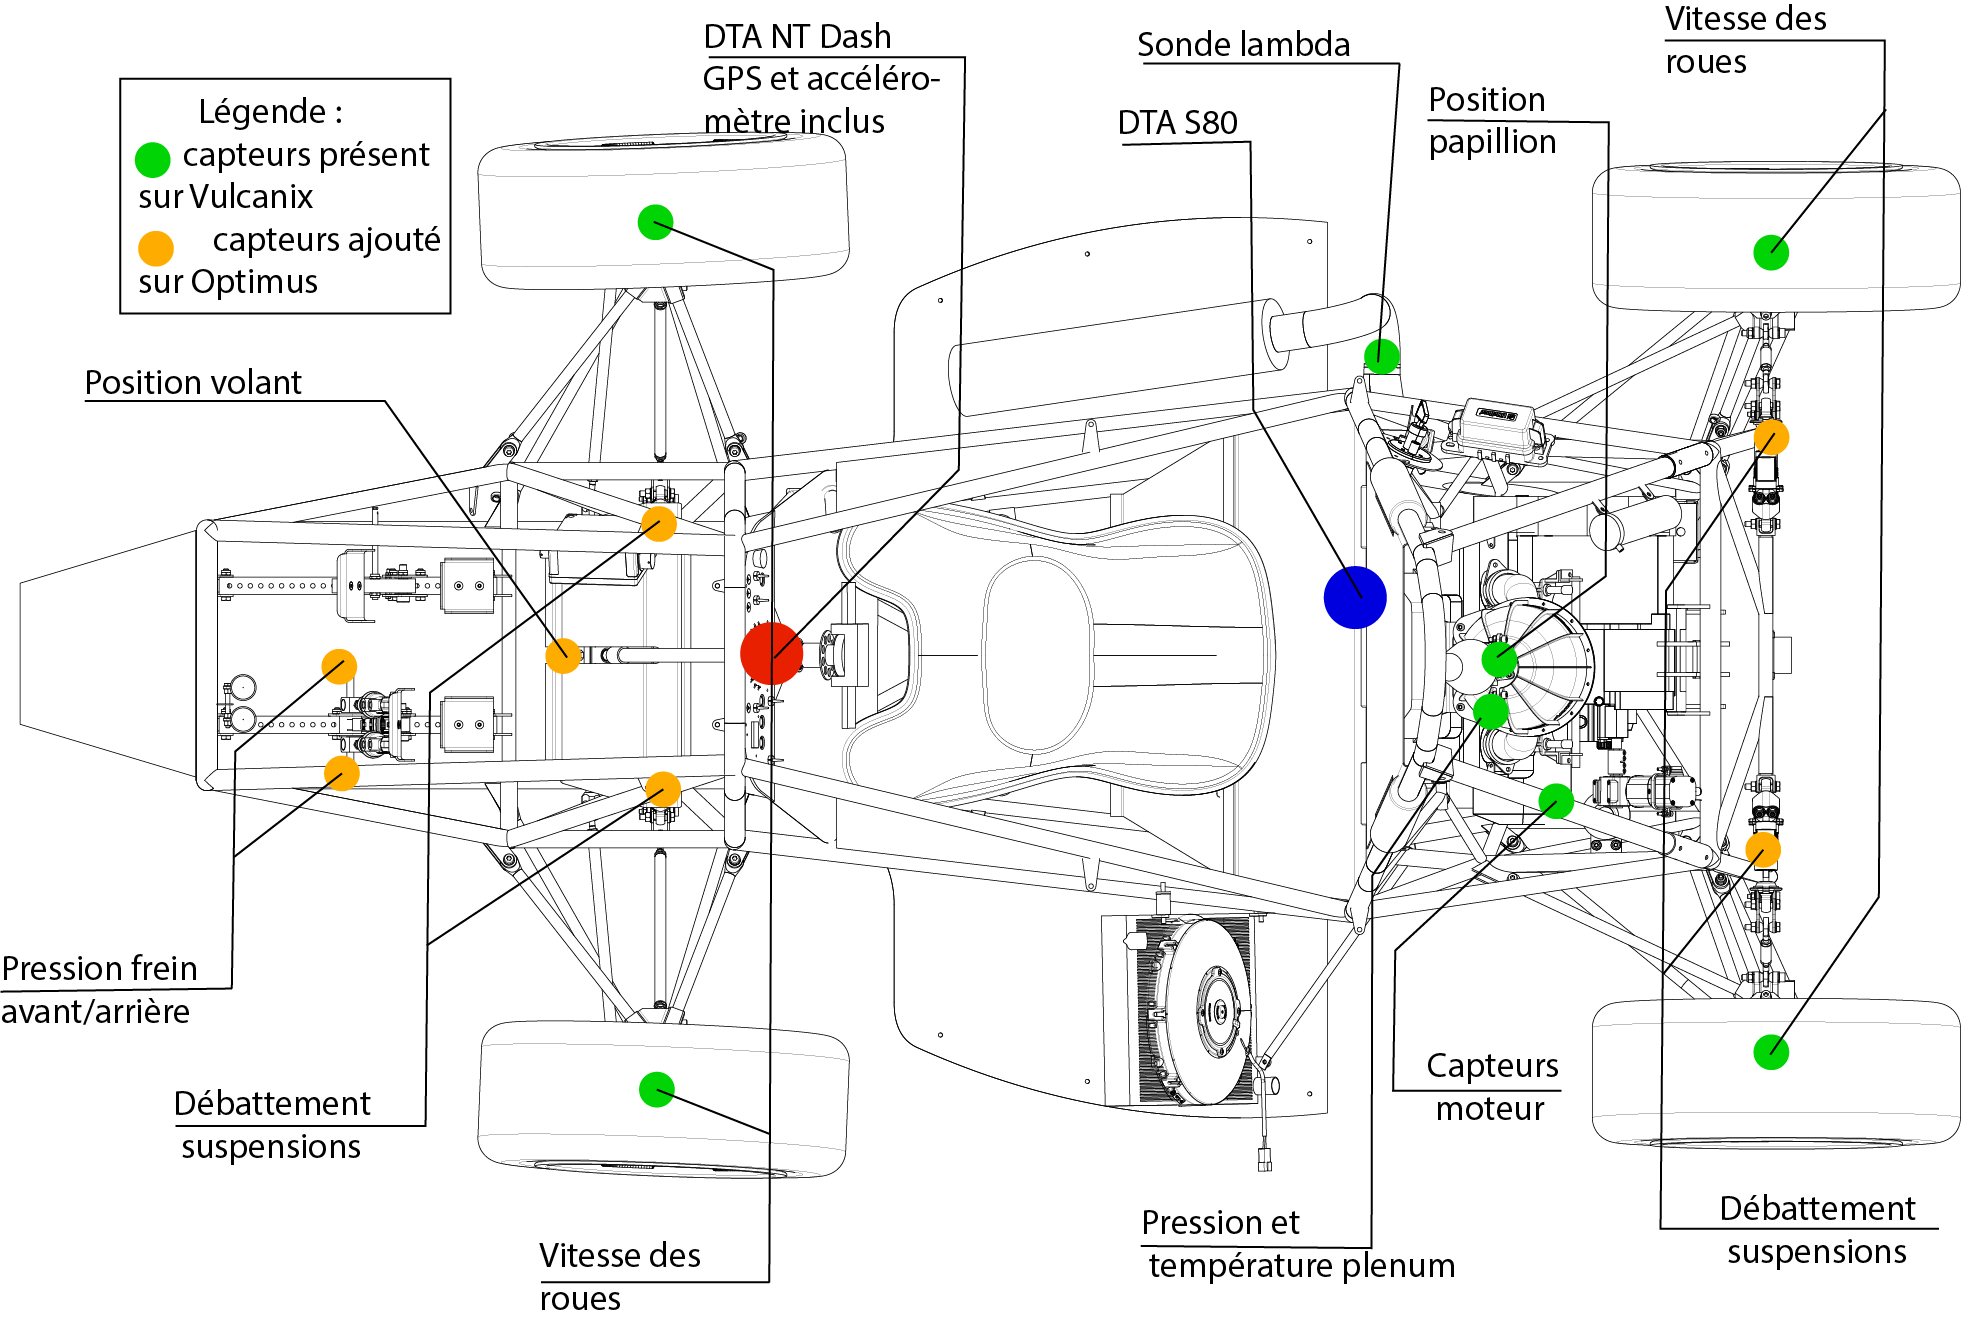 Légende :
capteurs présent
sur Vulcanix
capteurs ajouté
sur Optimus
DTA NT Dash
GPS et accéléro-
mètre inclus
Sonde lambda
DTA S80
Position
papillion
Vitesse des
roues
Position volant
Pression frein
avant/arrière
Débattement
suspensions
Vitesse des
roues
Pression et
température plenum
Capteurs
moteur
Débattement
suspensions